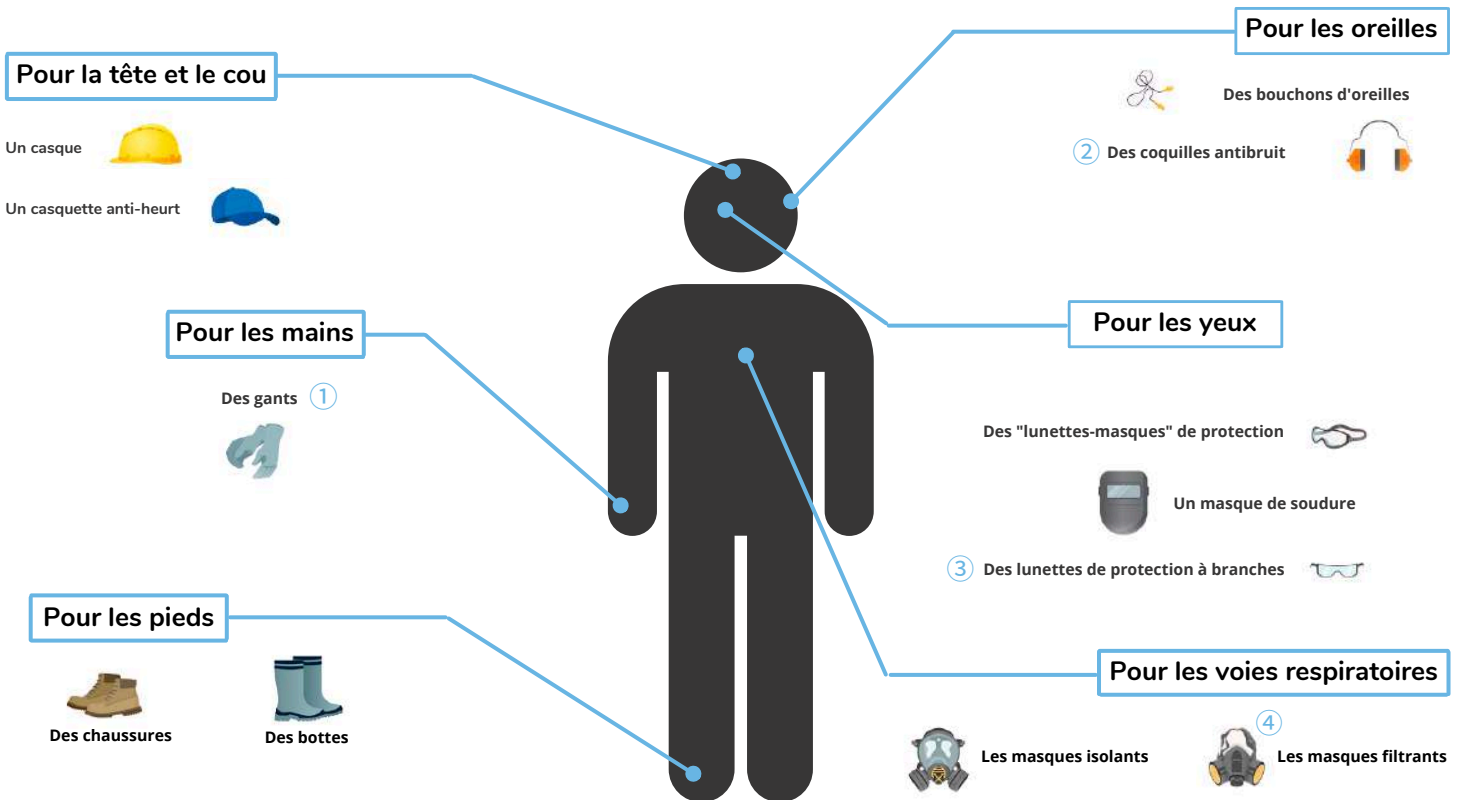 Pour la tête et le cou
Un casque
Un casquette anti-heurt
Pour les oreilles
Des bouchons d'oreilles
② Des coquilles antibruit
Pour les mains
Des gants ①
Pour les yeux
Des "lunettes-masques" de protection
Un masque de soudure
③ Des lunettes de protection à branches
Pour les pieds
Des chaussures
Des bottes
Pour les voies respiratoires
Les masques isolants
④
Les masques filtrants